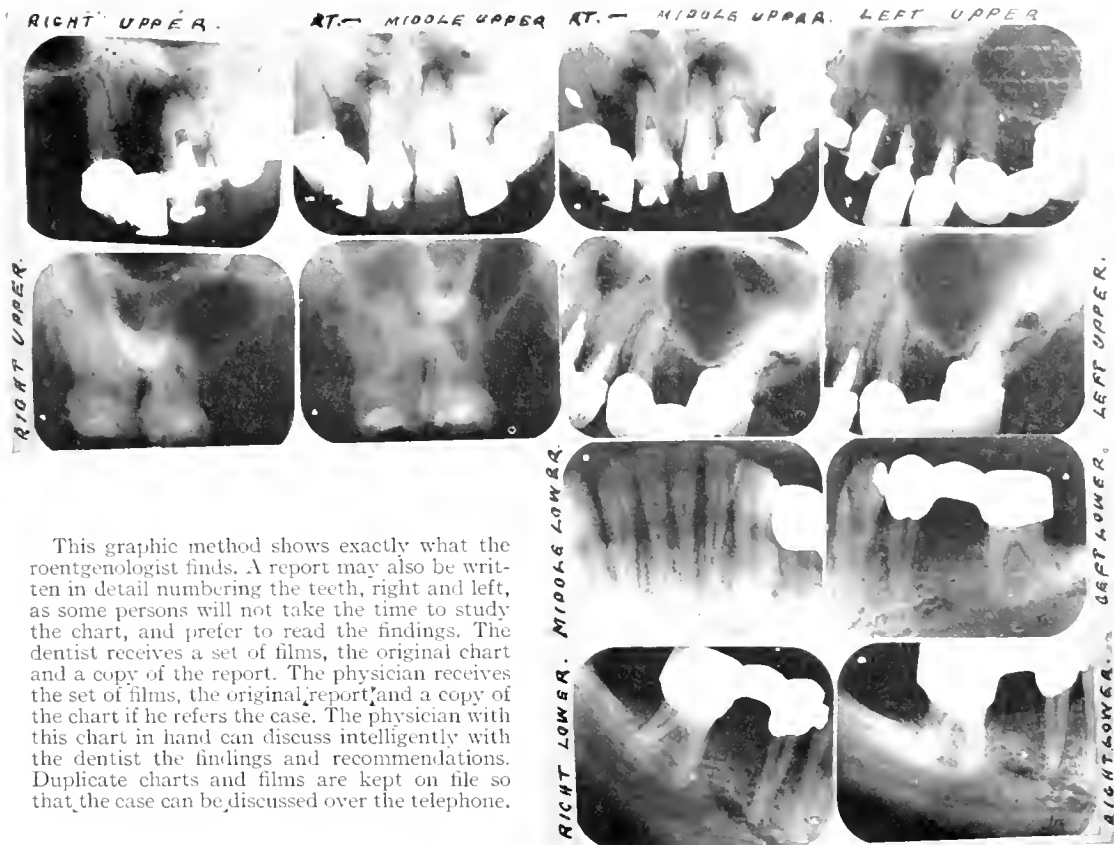 RIGHT UPPER.
RT.— MIDDLE UPPER
RT.— MIDDLE UPPER.
LEFT UPPER
RIGHT UPPER.
LEFT UPPER.
MIDDLE LOWER.
LEFT LOWER.
RIGHT LOWER.
RIGHT LOWER.
This graphic method shows exactly what the
roentgenologist finds. A report may also be writ-
ten in detail numbering the teeth, right and left,
as some persons will not take the time to study
the chart, and prefer to read the findings. The
dentist receives a set of films, the original chart
and a copy of the report. The physician receives
the set of films, the original report and a copy of
the chart if he refers the case. The physician with
this chart in hand can discuss intelligently with
the dentist the findings and recommendations.
Duplicate charts and films are kept on file so
that the case can be discussed over the telephone.